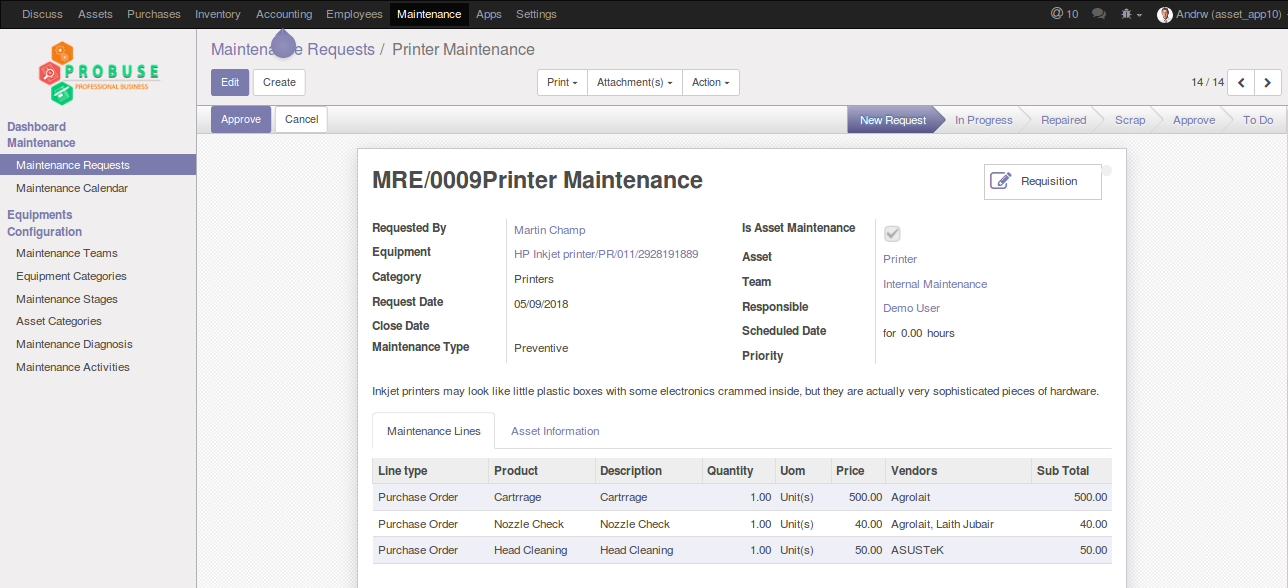 Discuss Assets Purchases Inventory Accounting Employees Maintenance Apps Settings @ 10 Andrw (asset_app10)
PROBUSE
PROFESSIONAL BUSINESS
Maintenance Requests / Printer Maintenance
Edit Create Print Attachment(s) Action 14 / 14
Approve Cancel New Request In Progress Repaired Scrap Approve To Do
Dashboard
Maintenance
Maintenance Requests
Maintenance Calendar
Equipments
Configuration
Maintenance Teams
Equipment Categories
Maintenance Stages
Asset Categories
Maintenance Diagnosis
Maintenance Activities
MRE/0009Printer Maintenance
Requisition
Requested By Martin Champ
Equipment HP Inkjet printer/PR/011/2928191889
Category Printers
Request Date 05/09/2018
Close Date
Maintenance Type Preventive
Is Asset Maintenance
Asset Printer
Team Internal Maintenance
Responsible Demo User
Scheduled Date for 0.00 hours
Priority
Inkjet printers may look like little plastic boxes with some electronics crammed inside, but they are actually very sophisticated pieces of hardware.
Maintenance Lines Asset Information
Line type Product Description Quantity Uom Price Vendors Sub Total
Purchase Order Cartrrage Cartrrage 1.00 Unit(s) 500.00 Agrolait 500.00
Purchase Order Nozzle Check Nozzle Check 1.00 Unit(s) 40.00 Agrolait, Laith Jubair 40.00
Purchase Order Head Cleaning Head Cleaning 1.00 Unit(s) 50.00 ASUSTeK 50.00